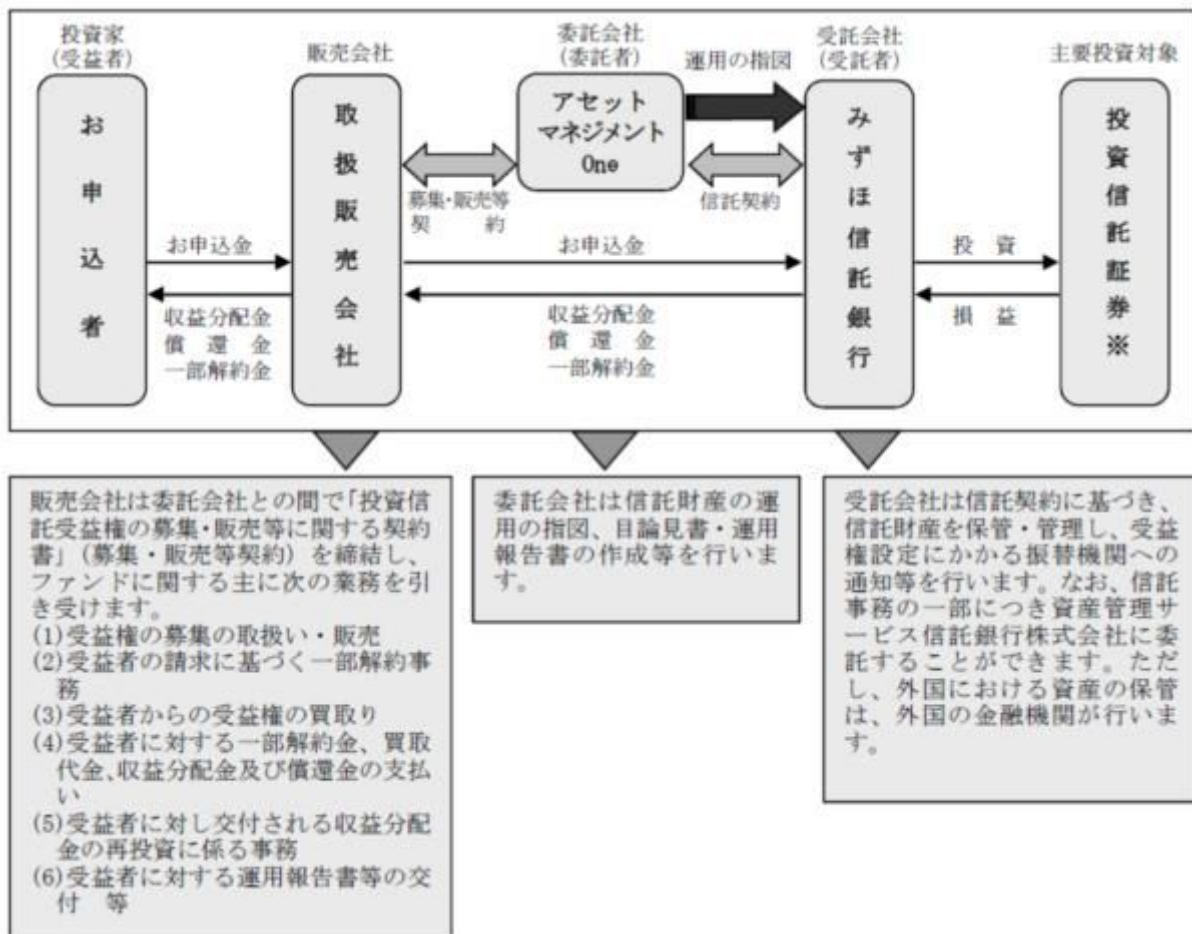 投資家
(受益者)
販売会社
委託会社
(委託者)
運用の指図
受託会社
(受託者)
主要投資対象
お申込者
取扱販売会社
アセット
マネジメント
One
みずほ信託銀行
投資信託証券※
募集・販売等
契　　約
信託契約
お申込金
お申込金
投　資
収益分配金
償　還　金
一部解約金
収益分配金
償　還　金
一部解約金
損　益
販売会社は委託会社との間で「投資信
託受益権の募集・販売等に関する契約
書」（募集・販売等契約）を締結し、
ファンドに関する主に次の業務を引
き受けます。
(1)受益権の募集の取扱い・販売
(2)受益者の請求に基づく一部解約事
務
(3)受益者からの受益権の買取り
(4)受益者に対する一部解約金、買取
代金、収益分配金及び償還金の支払
い
(5)受益者に対し交付される収益分配
金の再投資に係る事務
(6)受益者に対する運用報告書等の交
付　等
委託会社は信託財産の運
用の指図、目論見書・運用
報告書の作成等を行いま
す。
受託会社は信託契約に基づき、
信託財産を保管・管理し、受益
権設定にかかる振替機関への
通知等を行います。なお、信託
事務の一部につき資産管理サ
ービス信託銀行株式会社に委
託することができます。ただ
し、外国における資産の保管
は、外国の金融機関が行いま
す。